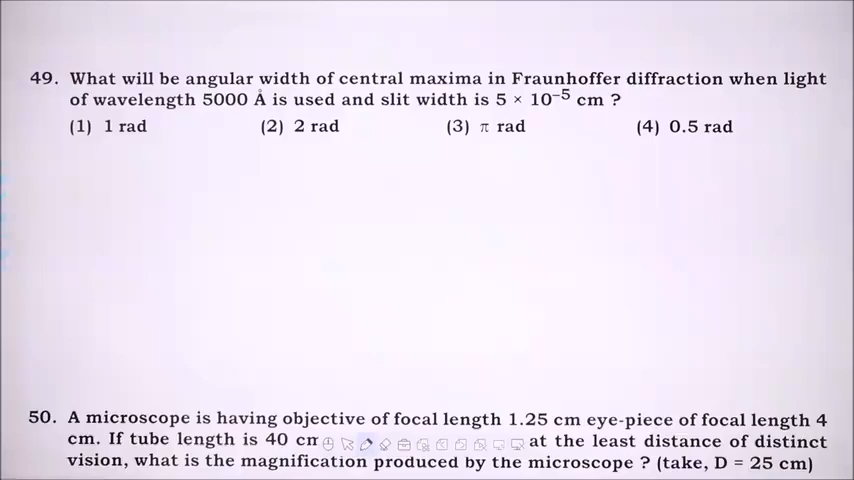 49. What will be angular width of central maxima in Fraunhoffer diffraction when light
of wavelength 5000 Å is used and slit width is 5 × 10⁻⁵ cm ?
(1) 1 rad (2) 2 rad (3) π rad (4) 0.5 rad
50. A microscope is having objective of focal length 1.25 cm eye-piece of focal length 4
cm. If tube length is 40 cm at the least distance of distinct
vision, what is the magnification produced by the microscope ? (take, D = 25 cm)